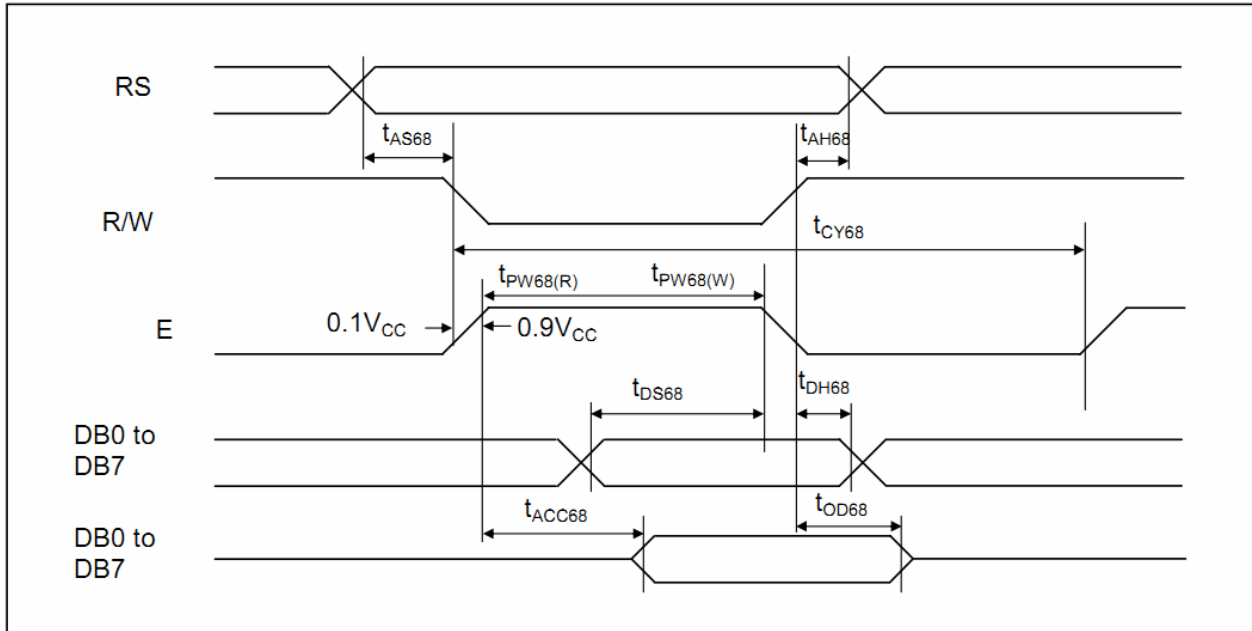 RS
tAS68
tAH68
R/W
tCY68
tPW68(R)
tPW68(W)
E
0.1VCC
0.9VCC
tDS68
tDH68
DB0 to
DB7
tACC68
tOD68
DB0 to
DB7